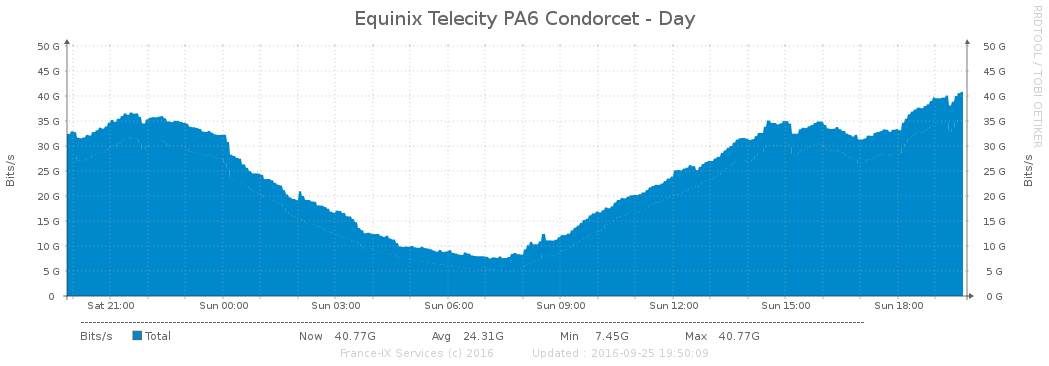 Equinix Telecity PA6 Condorcet - Day
RRDTOOL / TOBI OETIKER
50 G 50 G
45 G 45 G
40 G 40 G
35 G 35 G
30 G 30 G
25 G 25 G
20 G 20 G
15 G 15 G
10 G 10 G
5 G 5 G
0 0 G
Bits/s
Bits/s
Sat 21:00 Sun 00:00 Sun 03:00 Sun 06:00 Sun 09:00 Sun 12:00 Sun 15:00 Sun 18:00
Bits/s Total Now 40.77G Avg 24.31G Min 7.45G Max 40.77G
France-IX Services (c) 2016 Updated : 2016-09-25 19:50:09